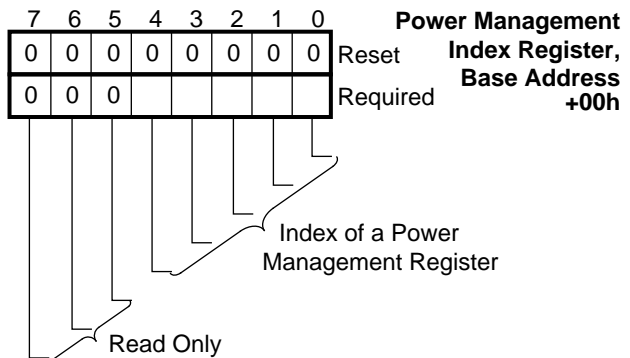 7 6 5 4 3 2 1 0
Power Management
0 0 0 0 0 0 0 0 Reset
Index Register,
Base Address
0 0 0 Required
+00h
Index of a Power
Management Register
Read Only